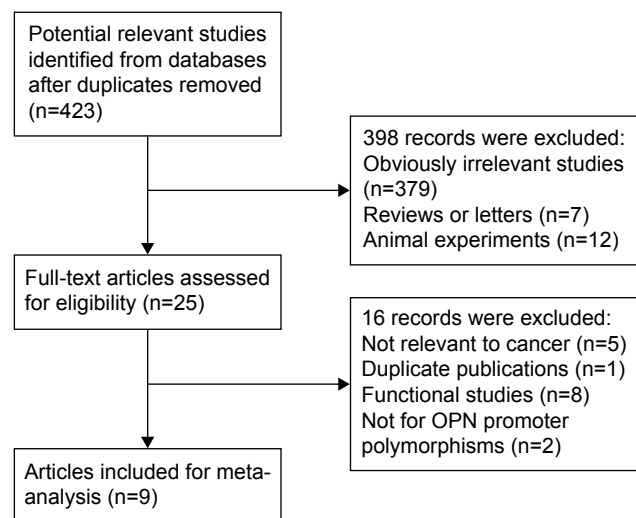 Potential relevant studies
identified from databases
after duplicates removed
(n=423)
398 records were excluded:
Obviously irrelevant studies
(n=379)
Reviews or letters (n=7)
Animal experiments (n=12)
Full-text articles assessed
for eligibility (n=25)
16 records were excluded:
Not relevant to cancer (n=5)
Duplicate publications (n=1)
Functional studies (n=8)
Not for OPN promoter
polymorphisms (n=2)
Articles included for meta-
analysis (n=9)